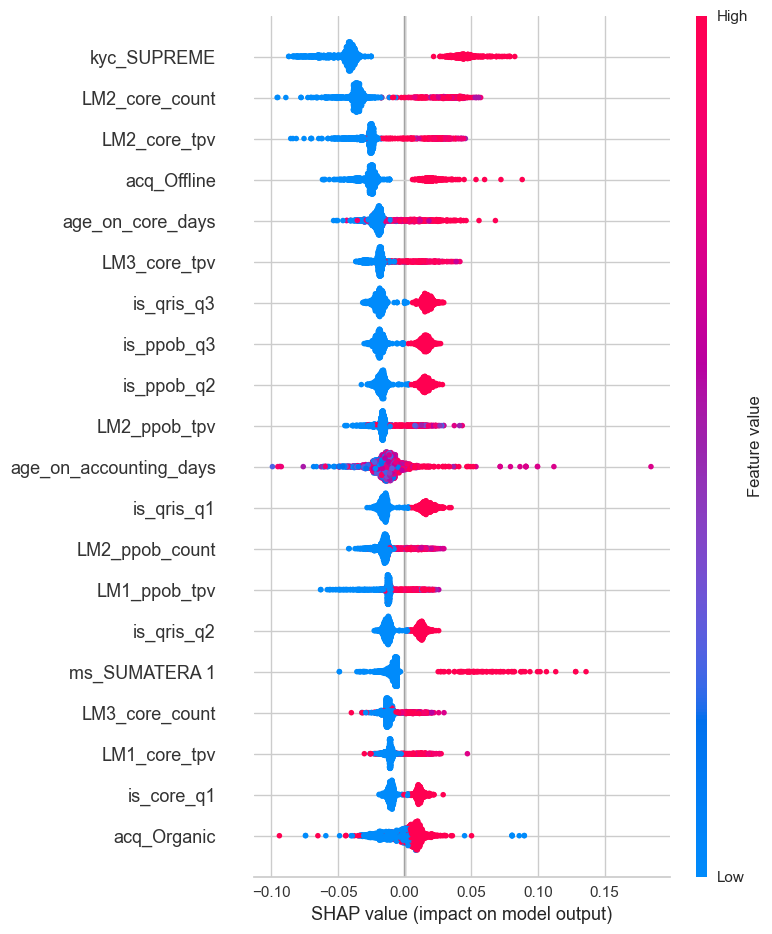 High
kyc_SUPREME
LM2_core_count
LM2_core_tpv
acq_Offline
age_on_core_days
LM3_core_tpv
is_qris_q3
is_ppob_q3
is_ppob_q2
LM2_ppob_tpv
age_on_accounting_days
is_qris_q1
LM2_ppob_count
LM1_ppob_tpv
is_qris_q2
ms_SUMATERA 1
LM3_core_count
LM1_core_tpv
is_core_q1
acq_Organic
Feature value
Low
−0.10 −0.05 0.00 0.05 0.10 0.15
SHAP value (impact on model output)